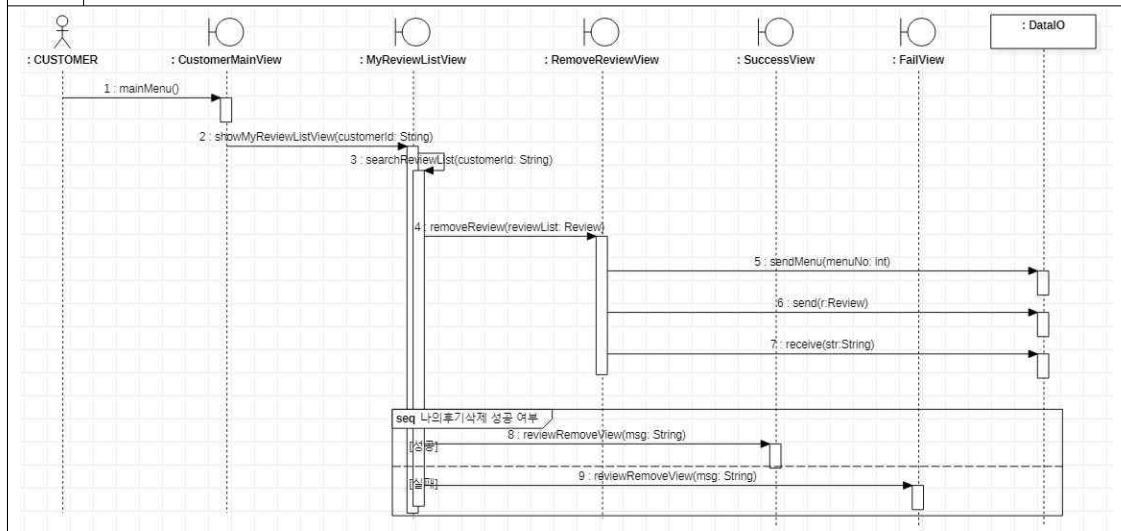 : DataIO
: CUSTOMER
: CustomerMainView
: MyReviewListView
: RemoveReviewView
: SuccessView
: FailView
1 : mainMenu()
2 : showMyReviewListView(customerId: String)
3 : searchReviewList(customerId: String)
4 : removeReview(reviewList: Review)
5 : sendMenu(menuNo: int)
6 : send(r:Review)
7 : receive(str:String)
seq 나의후기삭제 성공 여부
8 : reviewRemoveView(msg: String)
[성공]
9 : reviewRemoveView(msg: String)
[실패]